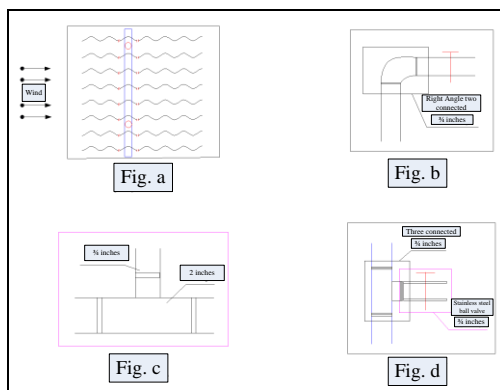 Wind
Fig. a
Right Angle two
connected
¾ inches
Fig. b
¾ inches
2 inches
Fig. c
Three connected
¾ inches
Stainless steel
ball valve
¾ inches
Fig. d